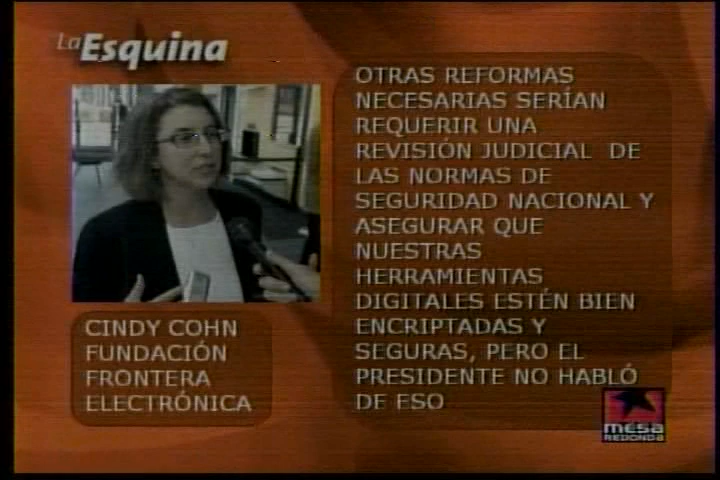 La Esquina
OTRAS REFORMAS
NECESARIAS SERÍAN
REQUERIR UNA
REVISIÓN JUDICIAL DE
LAS NORMAS DE
SEGURIDAD NACIONAL Y
ASEGURAR QUE
NUESTRAS
HERRAMIENTAS
DIGITALES ESTÉN BIEN
ENCRIPTADAS Y
SEGURAS, PERO EL
PRESIDENTE NO HABLÓ
DE ESO
CINDY COHN
FUNDACIÓN
FRONTERA
ELECTRÓNICA
mesa
REDONDA